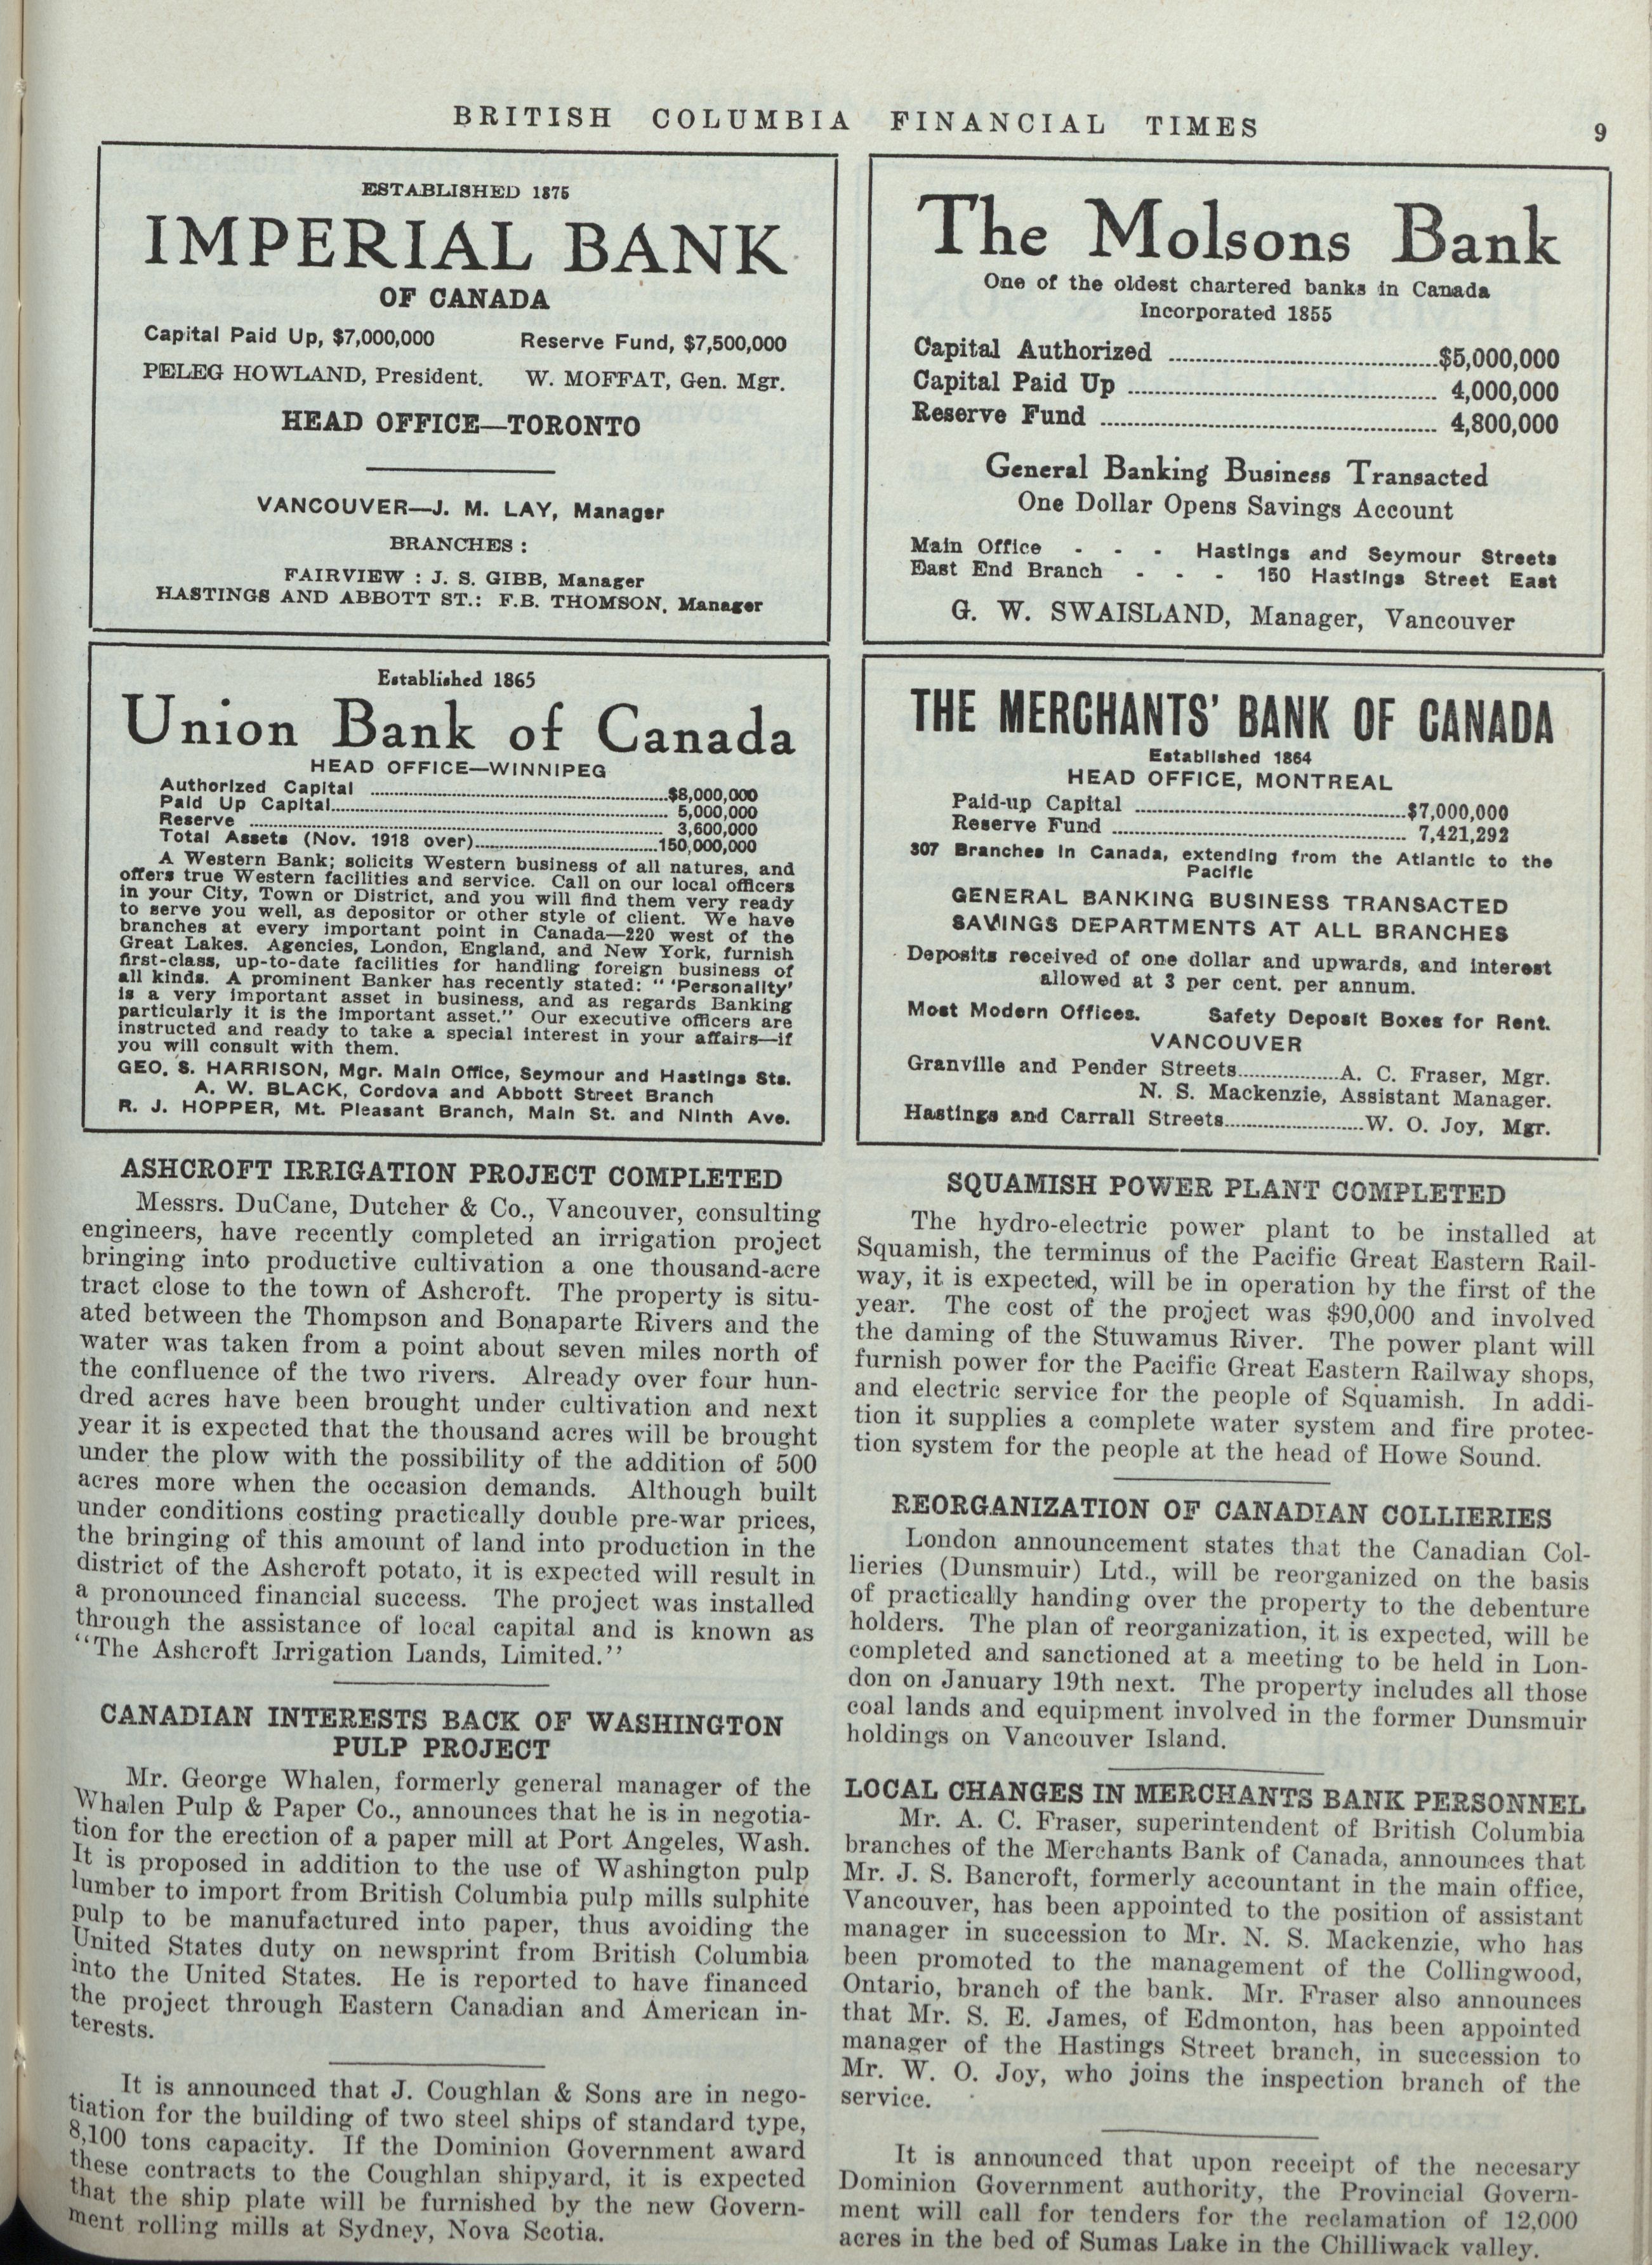 BRITISH COLUMBIA FINANCIAL TIMES
9
ESTABLISHED 1875
IMPERIAL BANK
OF CANADA
Capital Paid Up, $7,000,000 Reserve Fund, $7,500,000
PELEG HOWLAND, President. W. MOFFAT, Gen. Mgr.
HEAD OFFICE—TORONTO
VANCOUVER—J. M. LAY, Manager
BRANCHES :
FAIRVIEW : J. S. GIBB, Manager
HASTINGS AND ABBOTT ST.: F.B. THOMSON, Manager
The Molsons Bank
One of the oldest chartered banks in Canada
Incorporated 1855
Capital Authorized ........ $5,000,000
Capital Paid Up ........ 4,000,000
Reserve Fund ........ 4,800,000
General Banking Business Transacted
One Dollar Opens Savings Account
Main Office - - - Hastings and Seymour Streets
East End Branch - - - 150 Hastings Street East
G. W. SWAISLAND, Manager, Vancouver
Established 1865
Union Bank of Canada
HEAD OFFICE—WINNIPEG
Authorized Capital ........ $8,000,000
Paid Up Capital ........ 5,000,000
Reserve ........ 3,600,000
Total Assets (Nov. 1918 over) ........ 150,000,000
A Western Bank; solicits Western business of all natures, and
offers true Western facilities and service. Call on our local officers
in your City, Town or District, and you will find them very ready
to serve you well, as depositor or other style of client. We have
branches at every important point in Canada—220 west of the
Great Lakes. Agencies, London, England, and New York, furnish
first-class, up-to-date facilities for handling foreign business of
all kinds. A prominent Banker has recently stated: " 'Personality'
is a very important asset in business, and as regards Banking
particularly it is the important asset." Our executive officers are
instructed and ready to take a special interest in your affairs—if
you will consult with them.
GEO. S. HARRISON, Mgr. Main Office, Seymour and Hastings Sts.
A. W. BLACK, Cordova and Abbott Street Branch
R. J. HOPPER, Mt. Pleasant Branch, Main St. and Ninth Ave.
THE MERCHANTS' BANK OF CANADA
Established 1864
HEAD OFFICE, MONTREAL
Paid-up Capital ........ $7,000,000
Reserve Fund ........ 7,421,292
307 Branches in Canada, extending from the Atlantic to the
Pacific
GENERAL BANKING BUSINESS TRANSACTED
SAVINGS DEPARTMENTS AT ALL BRANCHES
Deposits received of one dollar and upwards, and interest
allowed at 3 per cent. per annum.
Most Modern Offices. Safety Deposit Boxes for Rent.
VANCOUVER
Granville and Pender Streets........A. C. Fraser, Mgr.
N. S. Mackenzie, Assistant Manager.
Hastings and Carrall Streets........W. O. Joy, Mgr.
ASHCROFT IRRIGATION PROJECT COMPLETED
Messrs. DuCane, Dutcher & Co., Vancouver, consulting
engineers, have recently completed an irrigation project
bringing into productive cultivation a one thousand-acre
tract close to the town of Ashcroft. The property is situ-
ated between the Thompson and Bonaparte Rivers and the
water was taken from a point about seven miles north of
the confluence of the two rivers. Already over four hun-
dred acres have been brought under cultivation and next
year it is expected that the thousand acres will be brought
under the plow with the possibility of the addition of 500
acres more when the occasion demands. Although built
under conditions costing practically double pre-war prices,
the bringing of this amount of land into production in the
district of the Ashcroft potato, it is expected will result in
a pronounced financial success. The project was installed
through the assistance of local capital and is known as
"The Ashcroft Irrigation Lands, Limited."
CANADIAN INTERESTS BACK OF WASHINGTON
PULP PROJECT
Mr. George Whalen, formerly general manager of the
Whalen Pulp & Paper Co., announces that he is in negotia-
tion for the erection of a paper mill at Port Angeles, Wash.
It is proposed in addition to the use of Washington pulp
lumber to import from British Columbia pulp mills sulphite
pulp to be manufactured into paper, thus avoiding the
United States duty on newsprint from British Columbia
into the United States. He is reported to have financed
the project through Eastern Canadian and American in-
terests.
It is announced that J. Coughlan & Sons are in nego-
tiation for the building of two steel ships of standard type,
8,100 tons capacity. If the Dominion Government award
these contracts to the Coughlan shipyard, it is expected
that the ship plate will be furnished by the new Govern-
ment rolling mills at Sydney, Nova Scotia.
SQUAMISH POWER PLANT COMPLETED
The hydro-electric power plant to be installed at
Squamish, the terminus of the Pacific Great Eastern Rail-
way, it is expected, will be in operation by the first of the
year. The cost of the project was $90,000 and involved
the daming of the Stuwamus River. The power plant will
furnish power for the Pacific Great Eastern Railway shops,
and electric service for the people of Squamish. In addi-
tion it supplies a complete water system and fire protec-
tion system for the people at the head of Howe Sound.
REORGANIZATION OF CANADIAN COLLIERIES
London announcement states that the Canadian Col-
lieries (Dunsmuir) Ltd., will be reorganized on the basis
of practically handing over the property to the debenture
holders. The plan of reorganization, it is expected, will be
completed and sanctioned at a meeting to be held in Lon-
don on January 19th next. The property includes all those
coal lands and equipment involved in the former Dunsmuir
holdings on Vancouver Island.
LOCAL CHANGES IN MERCHANTS BANK PERSONNEL
Mr. A. C. Fraser, superintendent of British Columbia
branches of the Merchants Bank of Canada, announces that
Mr. J. S. Bancroft, formerly accountant in the main office,
Vancouver, has been appointed to the position of assistant
manager in succession to Mr. N. S. Mackenzie, who has
been promoted to the management of the Collingwood,
Ontario, branch of the bank. Mr. Fraser also announces
that Mr. S. E. James, of Edmonton, has been appointed
manager of the Hastings Street branch, in succession to
Mr. W. O. Joy, who joins the inspection branch of the
service.
It is announced that upon receipt of the necesary
Dominion Government authority, the Provincial Govern-
ment will call for tenders for the reclamation of 12,000
acres in the bed of Sumas Lake in the Chilliwack valley.